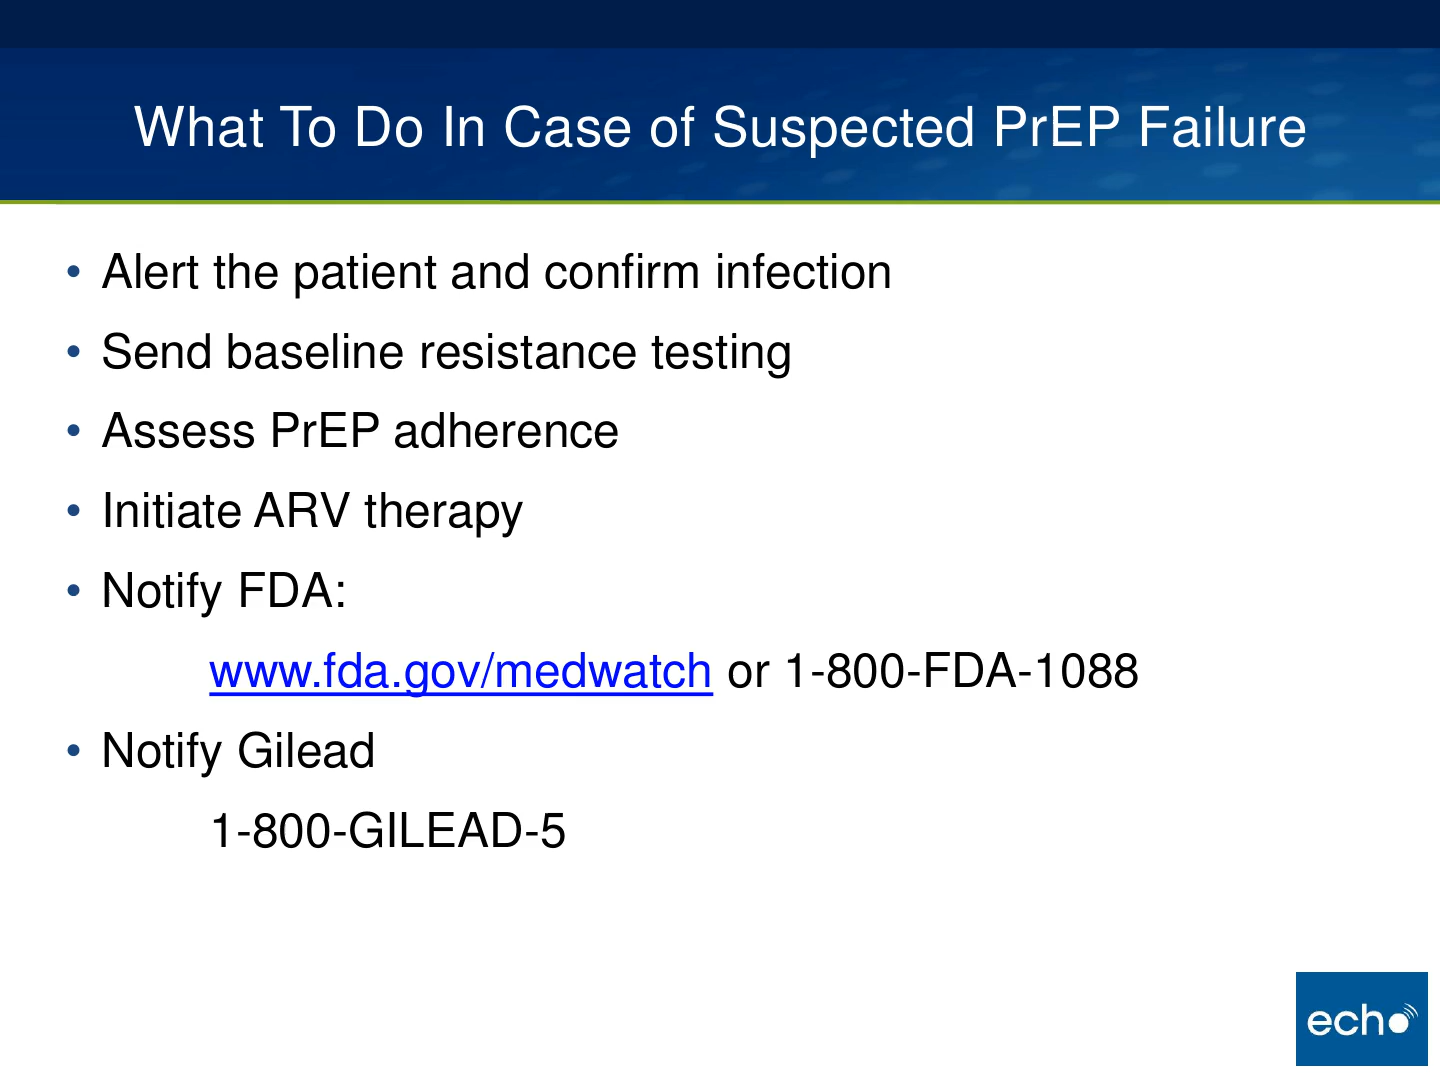 What To Do In Case of Suspected PrEP Failure
• Alert the patient and confirm infection
• Send baseline resistance testing
• Assess PrEP adherence
• Initiate ARV therapy
• Notify FDA:
www.fda.gov/medwatch or 1-800-FDA-1088
• Notify Gilead
1-800-GILEAD-5
echo